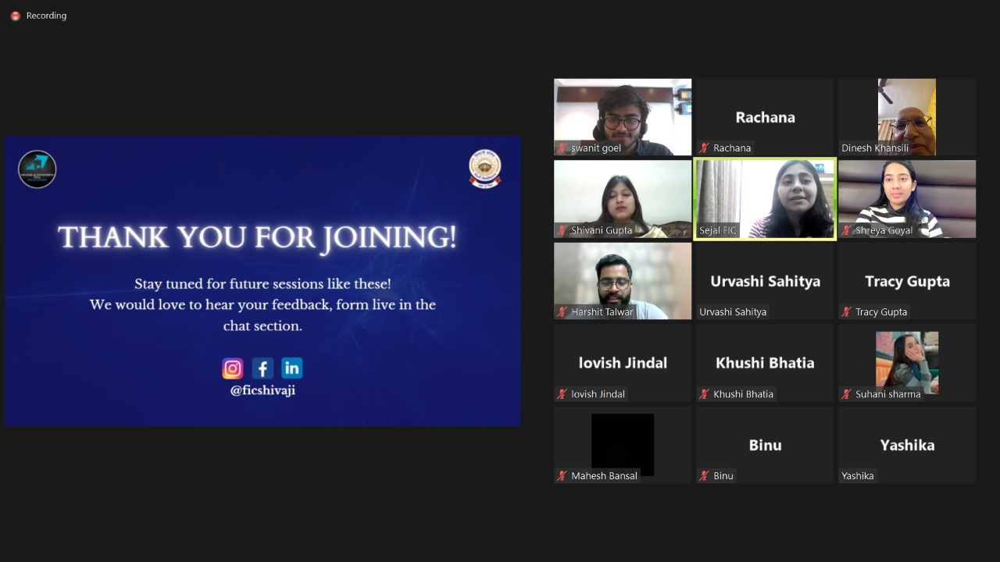 Recording
THANK YOU FOR JOINING!
Stay tuned for future sessions like these!
We would love to hear your feedback, form live in the
chat section.
in
@ficshivaji
swanit goel
Rachana
Rachana
Dinesh Khansili
Shivani Gupta
Sejal FIC
Shreya Goyal
Harshit Talwar
Urvashi Sahitya
Urvashi Sahitya
Tracy Gupta
Tracy Gupta
lovish Jindal
lovish Jindal
Khushi Bhatia
Khushi Bhatia
Suhani sharma
Mahesh Bansal
Binu
Binu
Yashika
Yashika